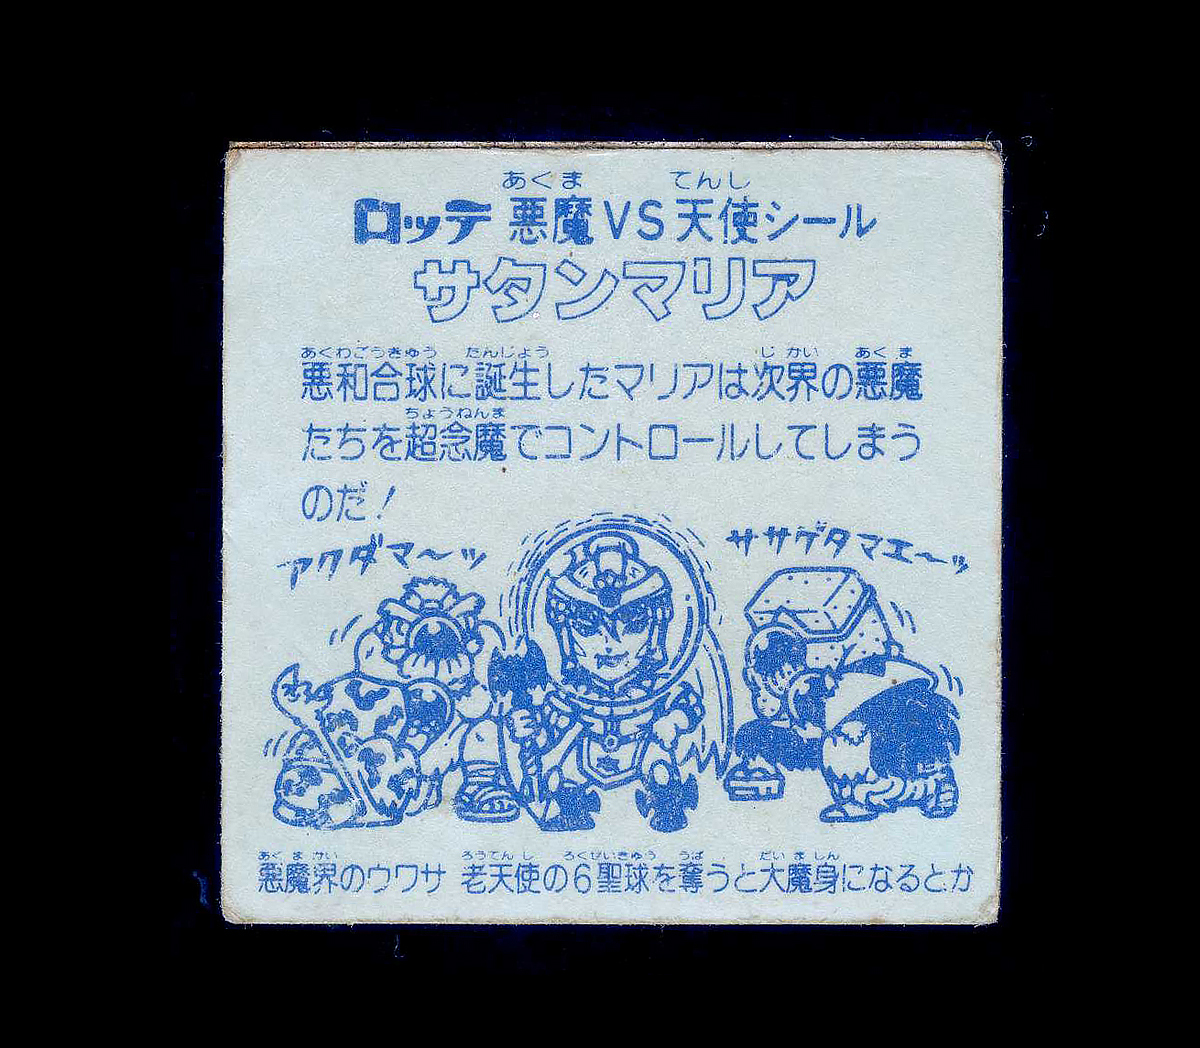 あくま てんし
ロッテ 悪魔VS天使シール
サタンマリア
あくわごうきゅう たんじょう じかい あくま
悪和合球に誕生したマリアは次界の悪魔
ちょうねんま
たちを超念魔でコントロールしてしまう
のだ!
アクダマ〜ッ
ササゲタマエ〜ッ
あくまかい ろうてんし ろくせいきゅう うば だいましん
悪魔界のウワサ 老天使の6聖球を奪うと大魔身になるとか